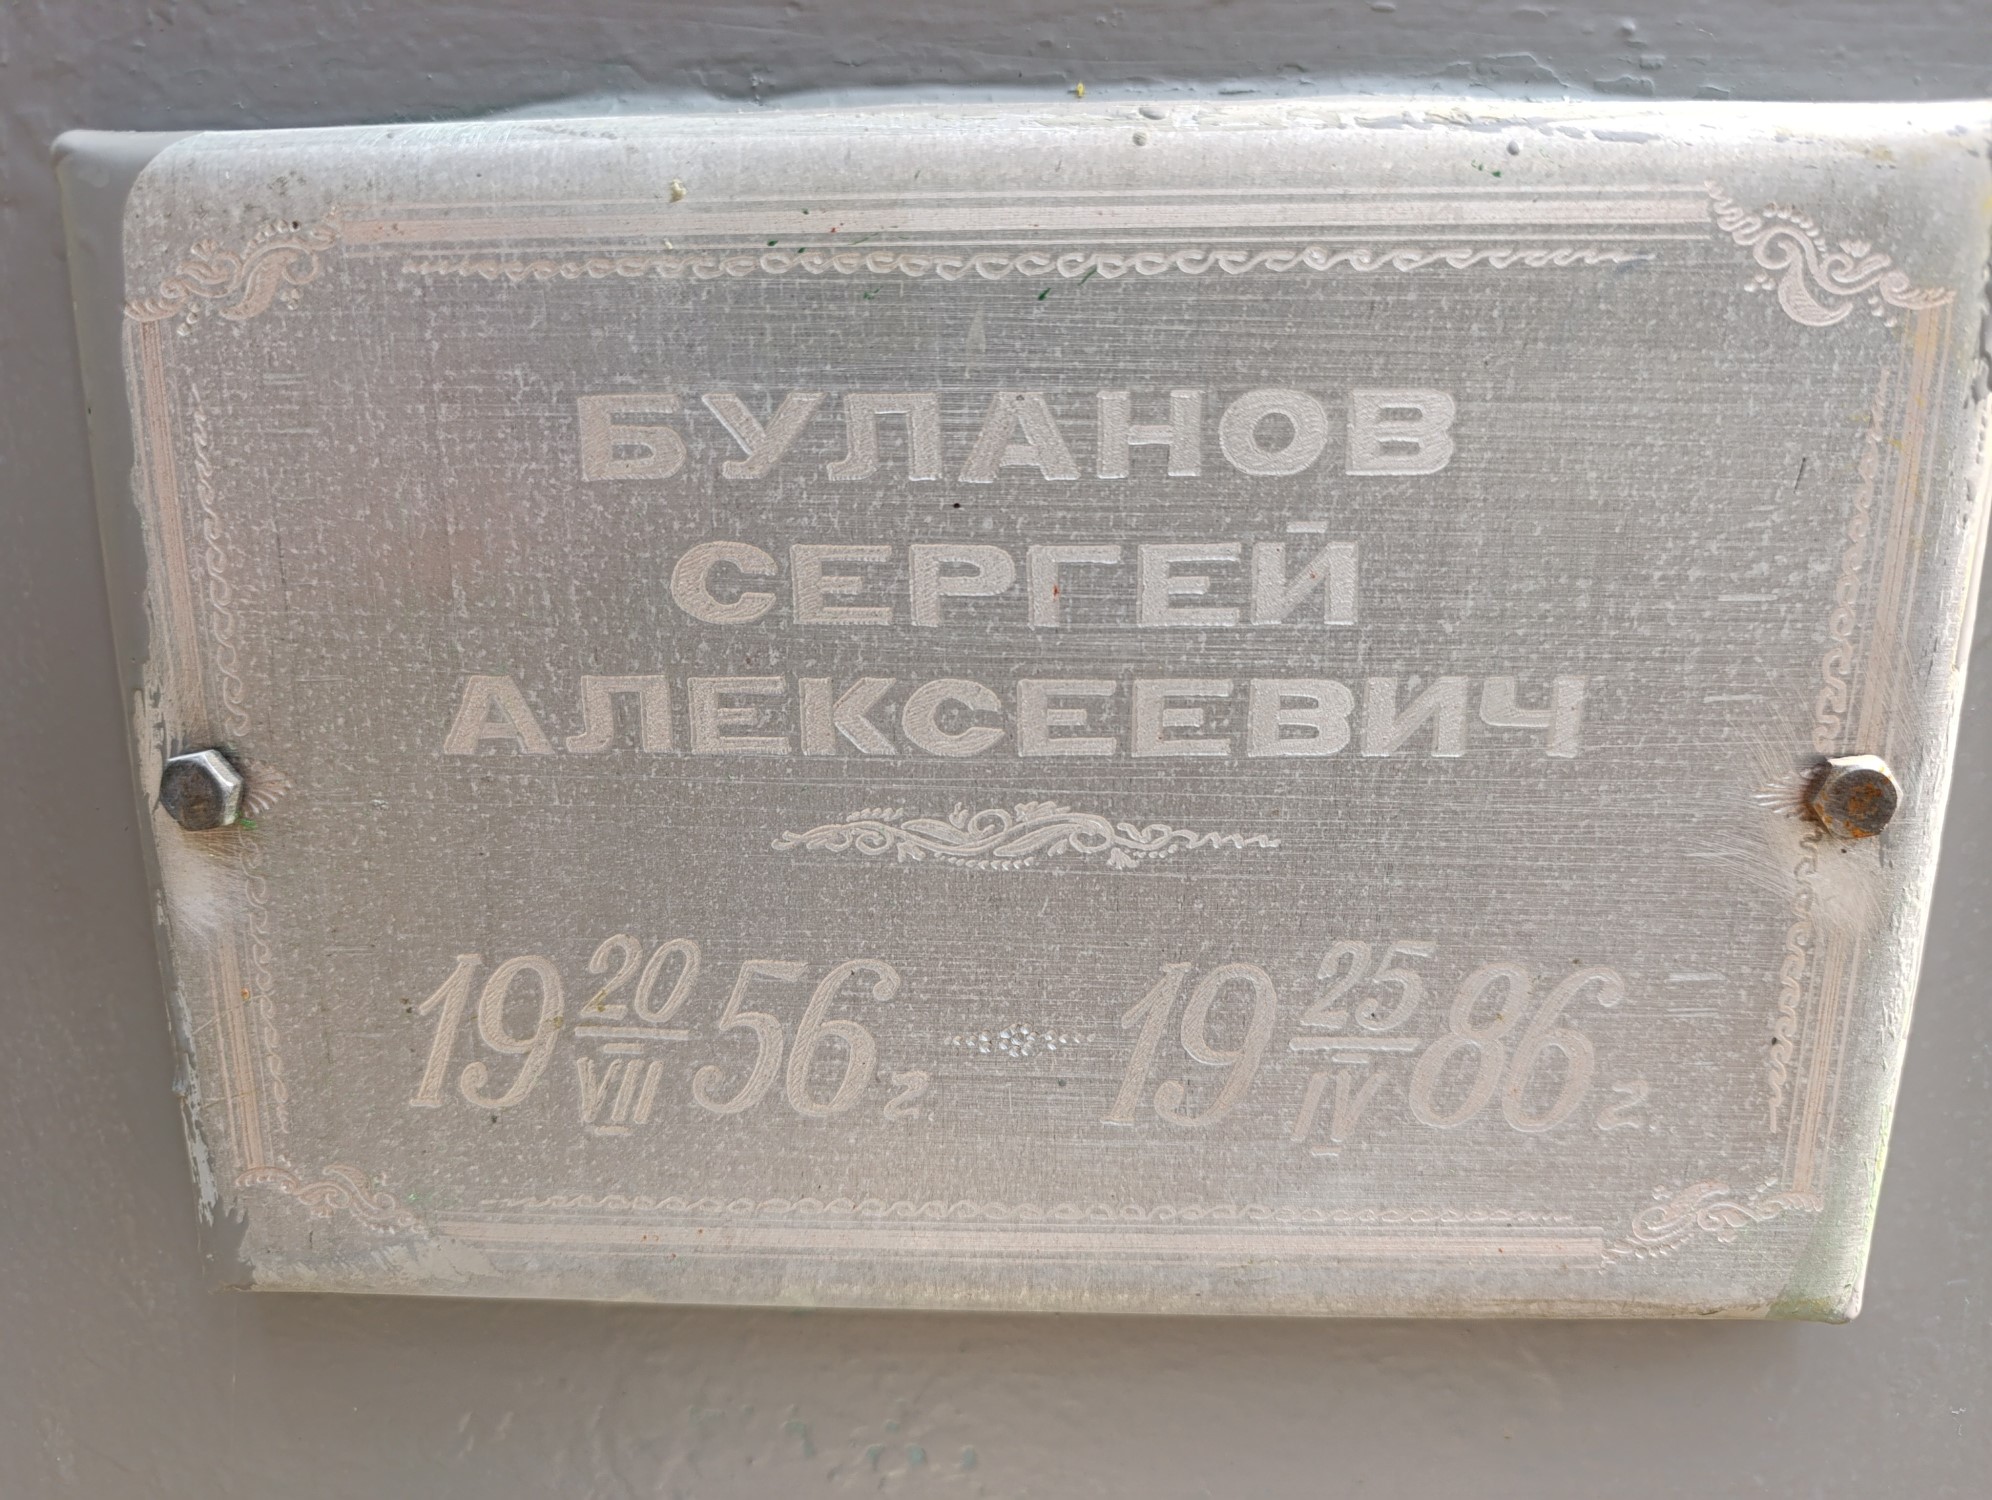 БУЛАНОВ
СЕРГЕЙ
АЛЕКСЕЕВИЧ
19 20/VII 56 г. 19 25/IV 86 г.